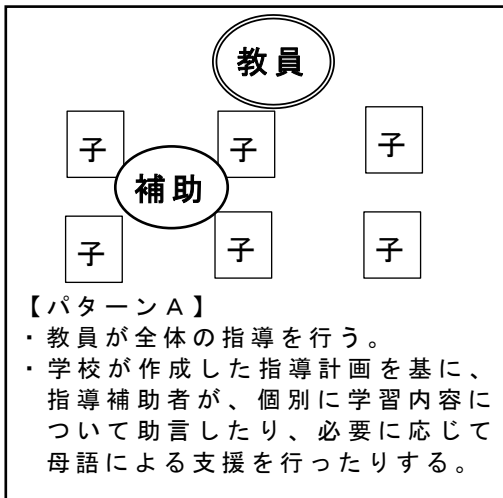 教員
子 子 子
補助
子 子 子
【パターンA】
・教員が全体の指導を行う。
・学校が作成した指導計画を基に、
指導補助者が、個別に学習内容に
ついて助言したり、必要に応じて
母語による支援を行ったりする。